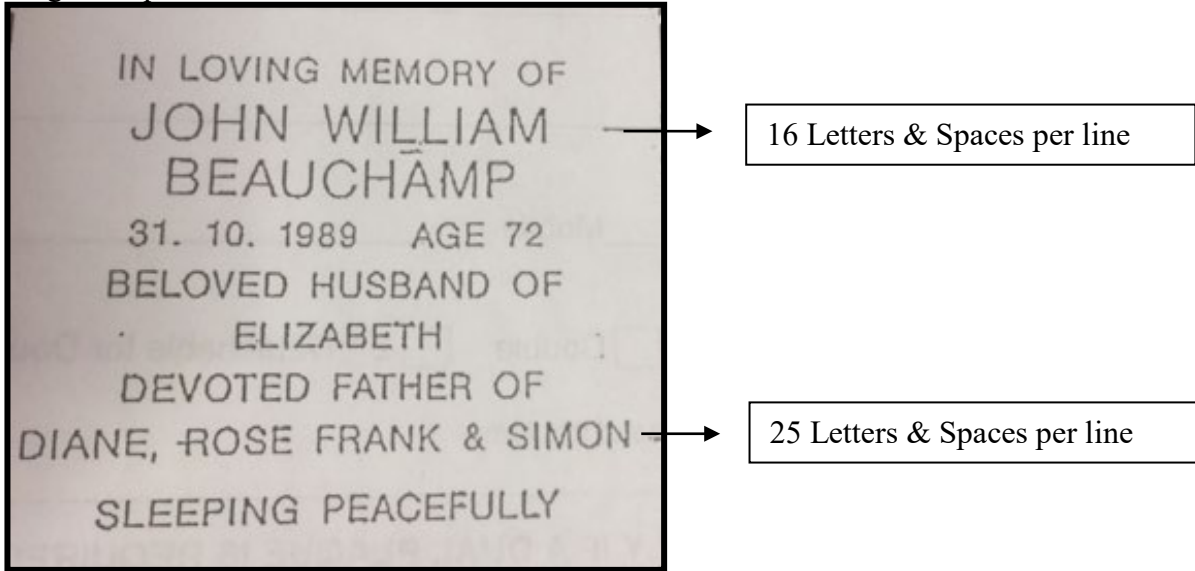 IN LOVING MEMORY OF
JOHN WILLIAM
16 Letters & Spaces per line
BEAUCHAMP
31. 10. 1989 AGE 72
BELOVED HUSBAND OF
ELIZABETH
DEVOTED FATHER OF
DIANE, ROSE FRANK & SIMON
25 Letters & Spaces per line
SLEEPING PEACEFULLY